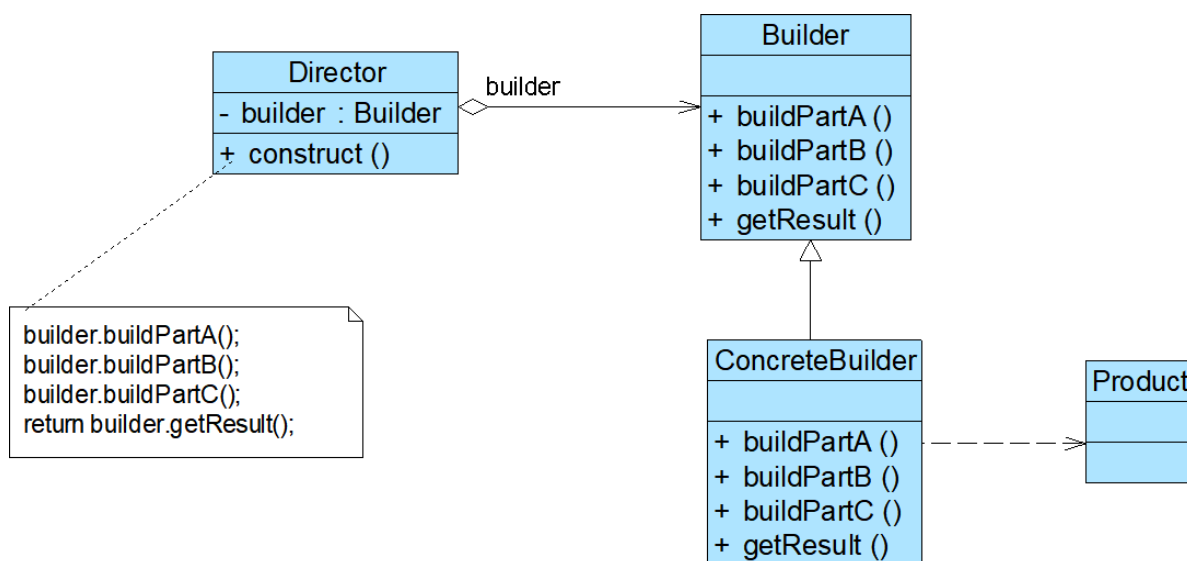 Director
- builder : Builder
+ construct ()
builder
Builder
+ buildPartA ()
+ buildPartB ()
+ buildPartC ()
+ getResult ()
builder.buildPartA();
builder.buildPartB();
builder.buildPartC();
return builder.getResult();
ConcreteBuilder
+ buildPartA ()
+ buildPartB ()
+ buildPartC ()
+ getResult ()
Product